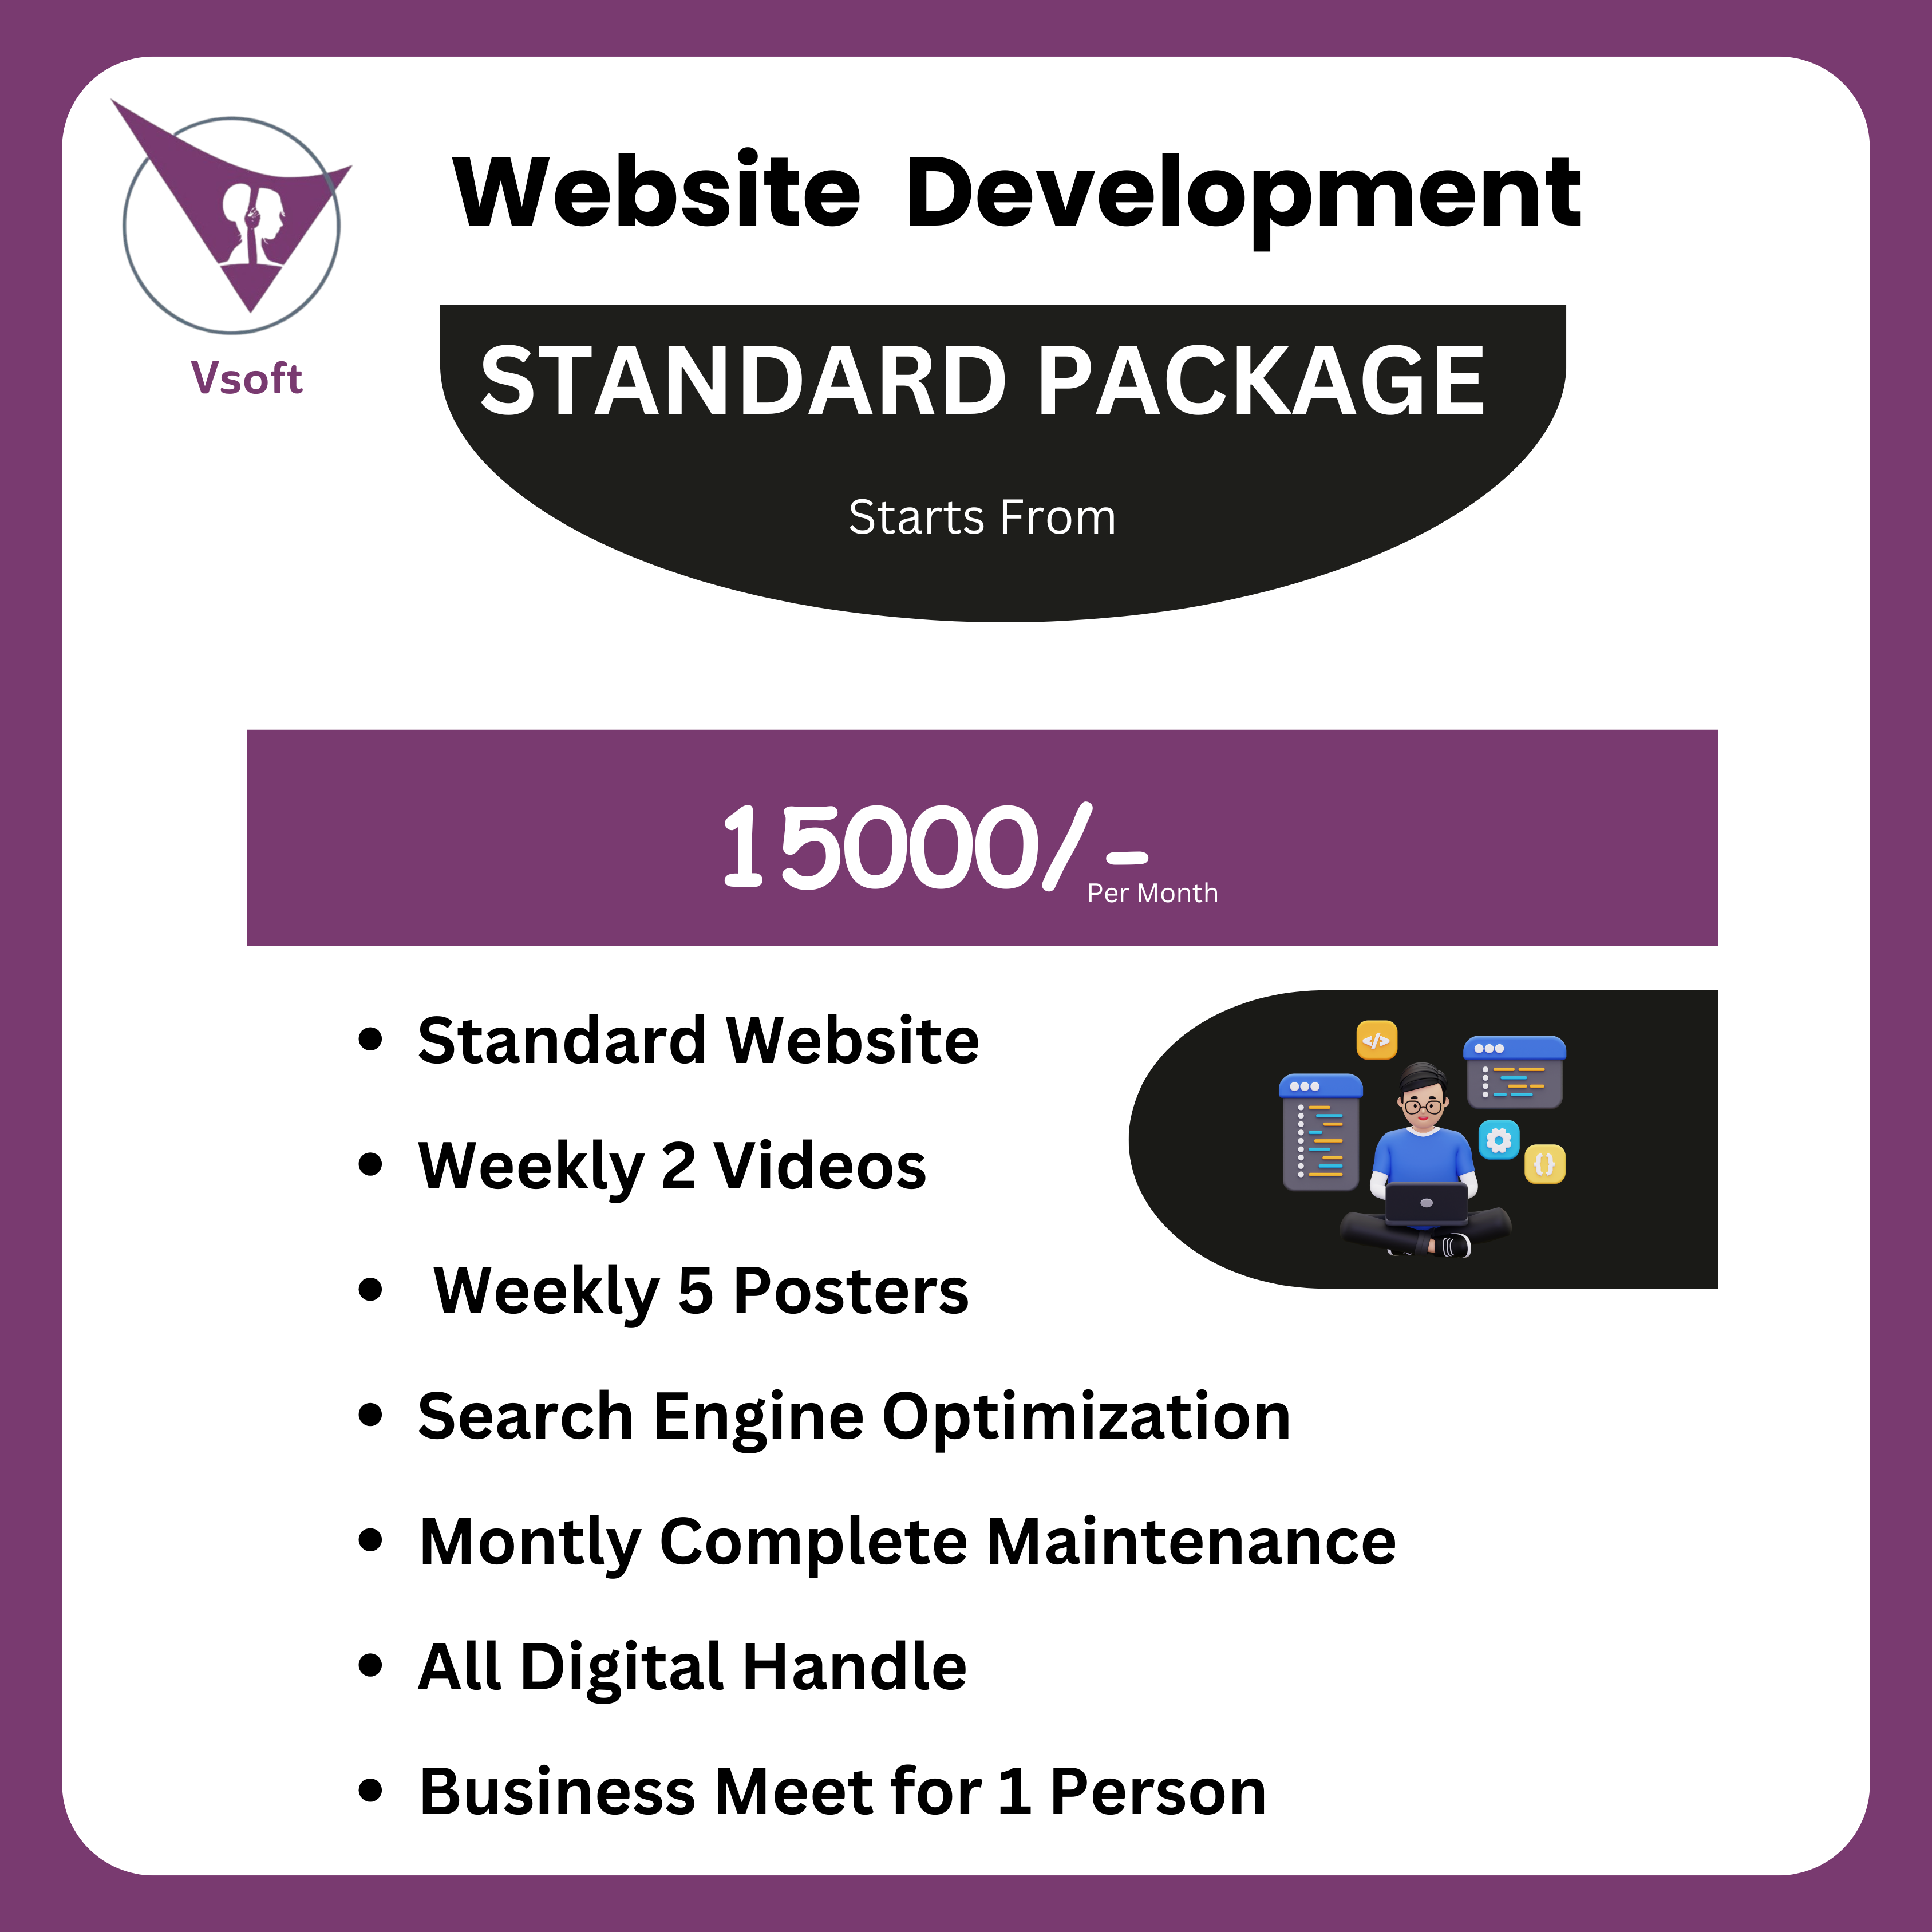 Vsoft
Website Development
STANDARD PACKAGE
Starts From
15000/-
Per Month
• Standard Website
• Weekly 2 Videos
• Weekly 5 Posters
• Search Engine Optimization
• Montly Complete Maintenance
• All Digital Handle
• Business Meet for 1 Person